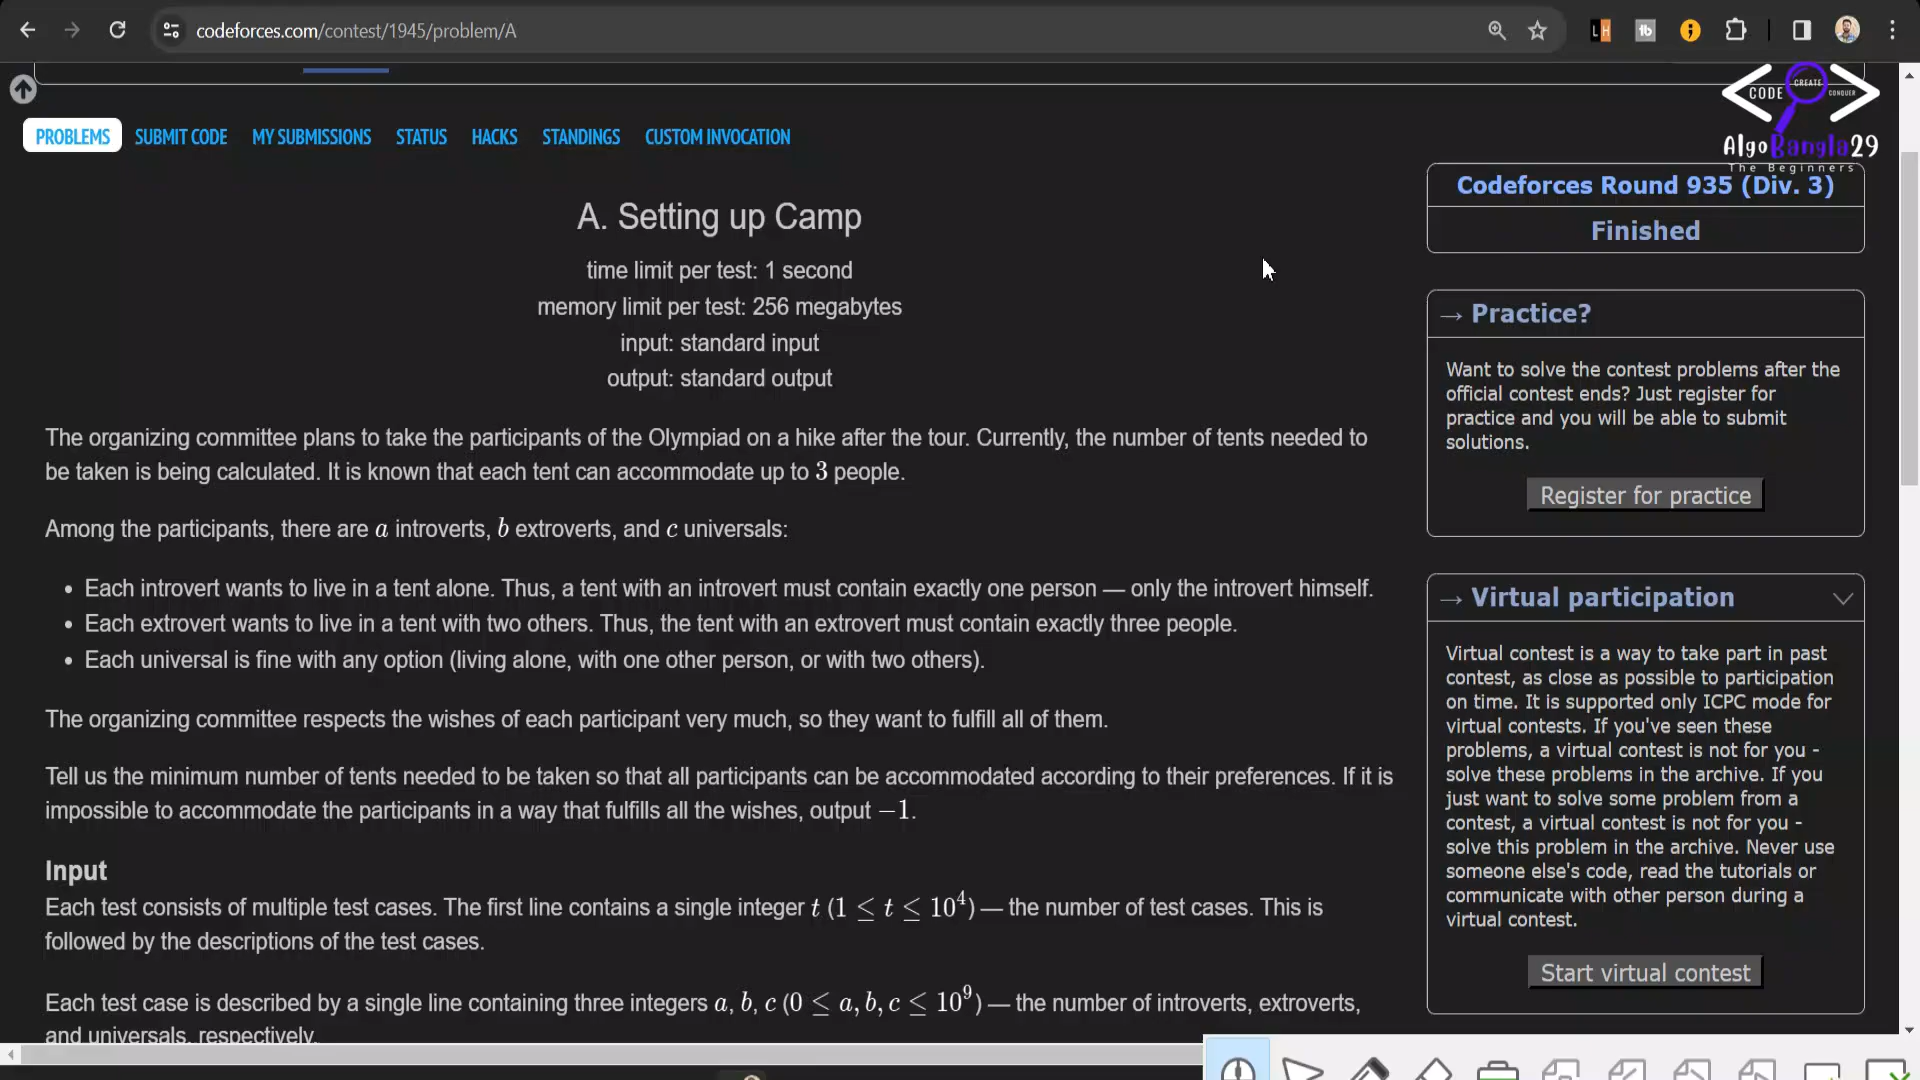 codeforces.com/contest/1945/problem/A
LH
tb
CODE
CREATE
CONQUER
AlgoBangla29
The Beginners
PROBLEMS SUBMIT CODE MY SUBMISSIONS STATUS HACKS STANDINGS CUSTOM INVOCATION
A. Setting up Camp
time limit per test: 1 second
memory limit per test: 256 megabytes
input: standard input
output: standard output
The organizing committee plans to take the participants of the Olympiad on a hike after the tour. Currently, the number of tents needed to
be taken is being calculated. It is known that each tent can accommodate up to 3 people.
Among the participants, there are a introverts, b extroverts, and c universals:
• Each introvert wants to live in a tent alone. Thus, a tent with an introvert must contain exactly one person — only the introvert himself.
• Each extrovert wants to live in a tent with two others. Thus, the tent with an extrovert must contain exactly three people.
• Each universal is fine with any option (living alone, with one other person, or with two others).
The organizing committee respects the wishes of each participant very much, so they want to fulfill all of them.
Tell us the minimum number of tents needed to be taken so that all participants can be accommodated according to their preferences. If it is
impossible to accommodate the participants in a way that fulfills all the wishes, output −1.
Input
Each test consists of multiple test cases. The first line contains a single integer t (1 ≤ t ≤ 10^4) — the number of test cases. This is
followed by the descriptions of the test cases.
Each test case is described by a single line containing three integers a, b, c (0 ≤ a, b, c ≤ 10^9) — the number of introverts, extroverts,
and universals, respectively.
Codeforces Round 935 (Div. 3)
Finished
→ Practice?
Want to solve the contest problems after the
official contest ends? Just register for
practice and you will be able to submit
solutions.
Register for practice
→ Virtual participation
Virtual contest is a way to take part in past
contest, as close as possible to participation
on time. It is supported only ICPC mode for
virtual contests. If you've seen these
problems, a virtual contest is not for you -
solve these problems in the archive. If you
just want to solve some problem from a
contest, a virtual contest is not for you -
solve this problem in the archive. Never use
someone else's code, read the tutorials or
communicate with other person during a
virtual contest.
Start virtual contest